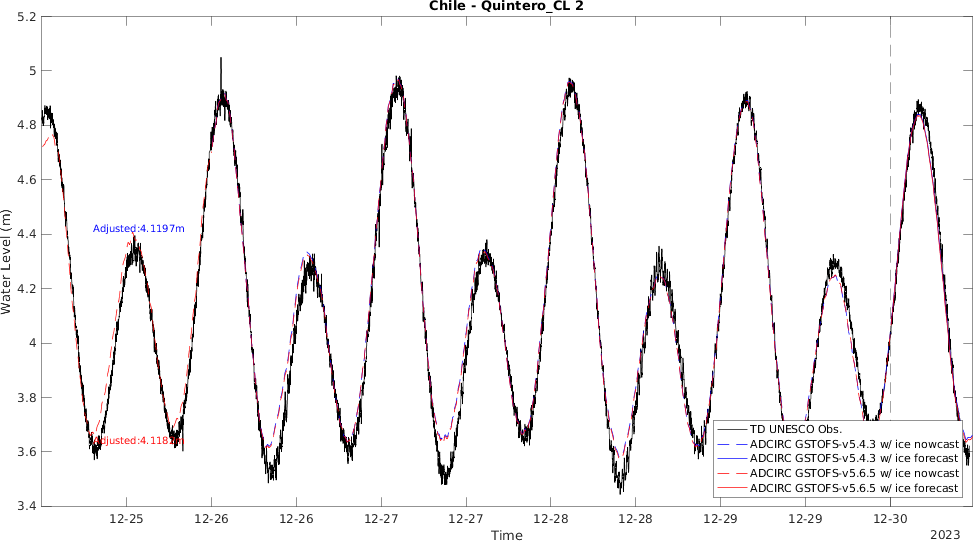 Chile - Quintero_CL 2
5.2
5
4.8
4.6
4.4
4.2
4
3.8
3.6
3.4
Water Level (m)
Adjusted:4.1197m
Adjusted:4.1181m
TD UNESCO Obs.
ADCIRC GSTOFS-v5.4.3 w/ ice nowcast
ADCIRC GSTOFS-v5.4.3 w/ ice forecast
ADCIRC GSTOFS-v5.6.5 w/ ice nowcast
ADCIRC GSTOFS-v5.6.5 w/ ice forecast
12-25
12-26
12-26
12-27
12-27
12-28
12-28
12-29
12-29
12-30
Time
2023